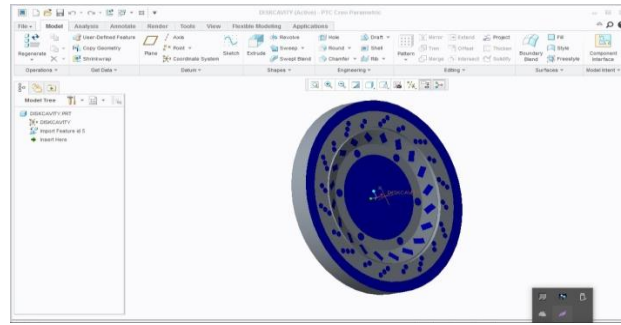 DISKCAVITY (Active) - PTC Creo Parametric
File Model Analysis Annotate Render Tools View Flexible Modeling Applications
User-Defined Feature Axis Revolve Hole Draft Mirror Extend Project Fill
Copy Geometry Point Sweep Round Shell Trim Offset Thicken Style
Shrinkwrap Coordinate System Swept Blend Chamfer Rib Merge Intersect Solidify Freestyle
Regenerate Plane Sketch Extrude Pattern Boundary Blend Component Interface
Operations Get Data Datum Shapes Engineering Editing Surfaces Model Intent
Model Tree
DISKCAVITY.PRT
DISKCAVITY
Import Feature id 5
Insert Here
DISKCAVITY